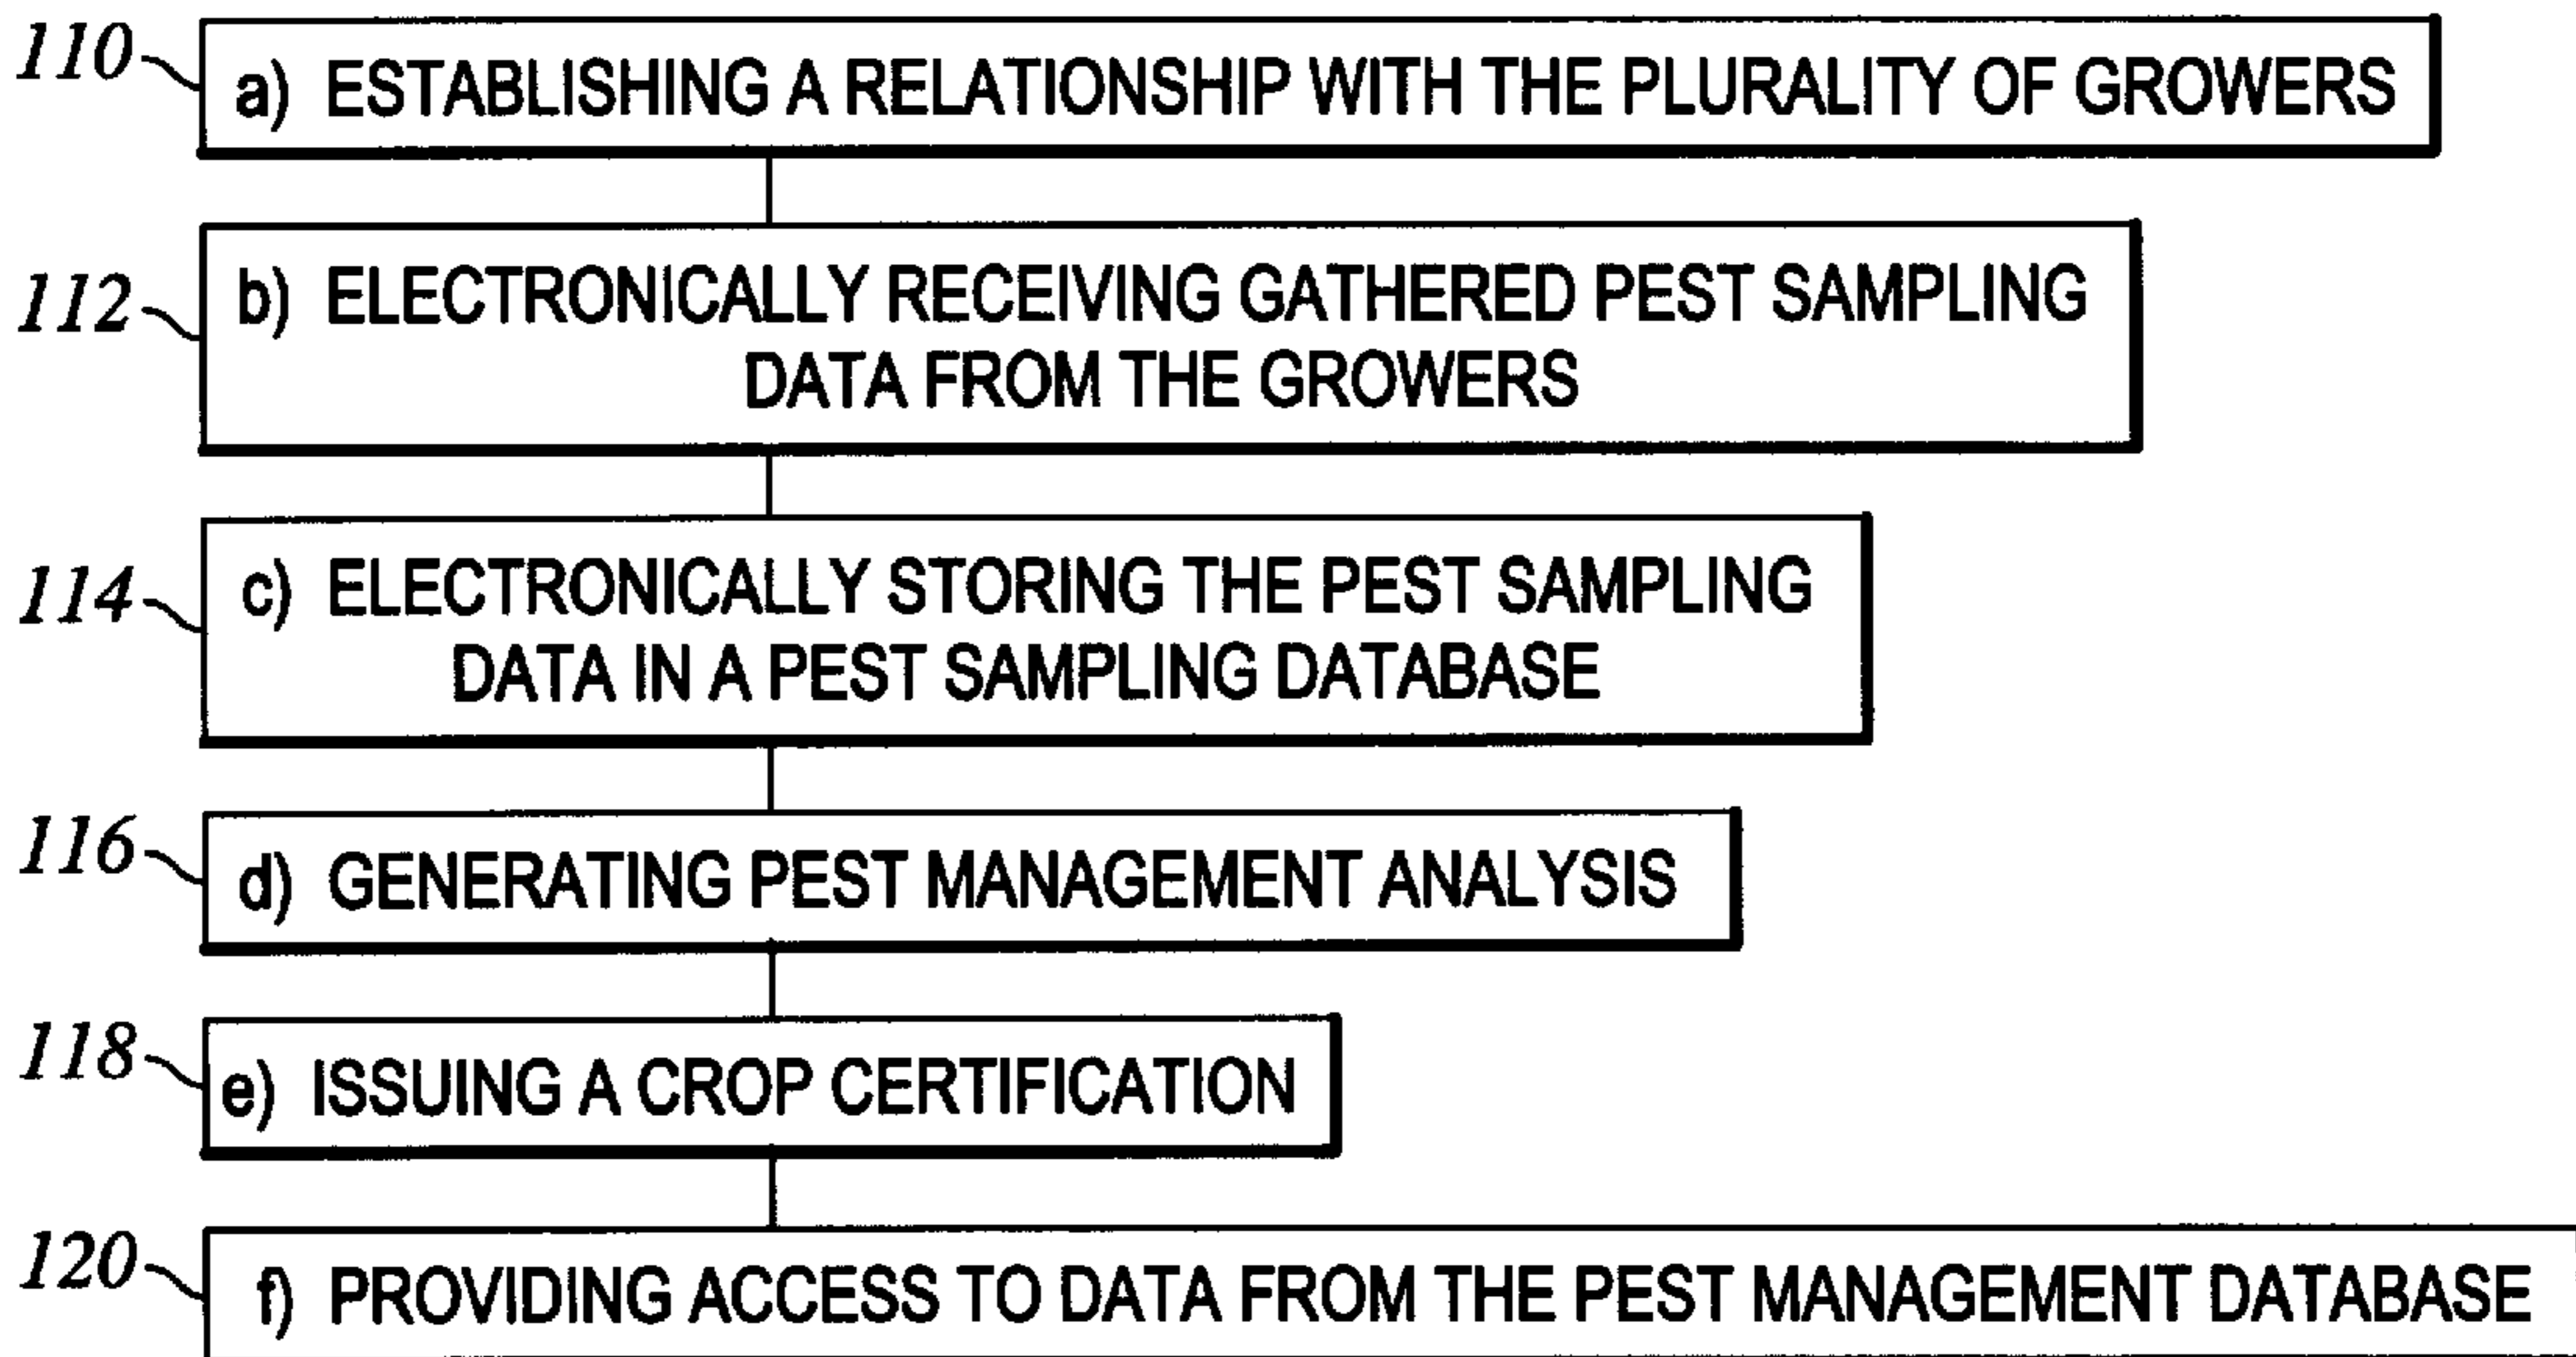 110
a) ESTABLISHING A RELATIONSHIP WITH THE PLURALITY OF GROWERS
112
b) ELECTRONICALLY RECEIVING GATHERED PEST SAMPLING
DATA FROM THE GROWERS
114
c) ELECTRONICALLY STORING THE PEST SAMPLING
DATA IN A PEST SAMPLING DATABASE
116
d) GENERATING PEST MANAGEMENT ANALYSIS
118
e) ISSUING A CROP CERTIFICATION
120
f) PROVIDING ACCESS TO DATA FROM THE PEST MANAGEMENT DATABASE